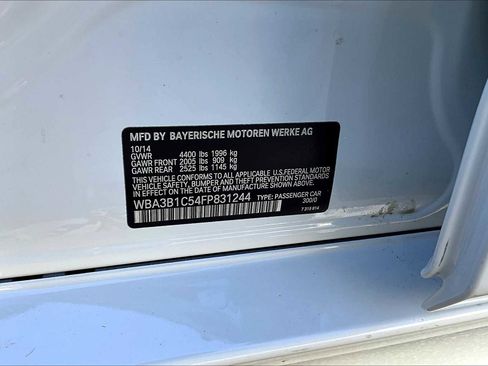 MFD BY BAYERISCHE MOTOREN WERKE AG
10/14
GVWR 4400 lbs 1996 kg
GAWR FRONT 2005 lbs 909 kg
GAWR REAR 2525 lbs 1145 kg
THIS VEHICLE CONFORMS TO ALL APPLICABLE U.S.FEDERAL MOTOR
VEHICLE SAFETY, BUMPER AND THEFT PREVENTION STANDARDS
IN EFFECT ON THE DATE OF MANUFACTURE SHOWN ABOVE.
WBA3B1C54FP831244 TYPE: PASSENGER CAR
300/0